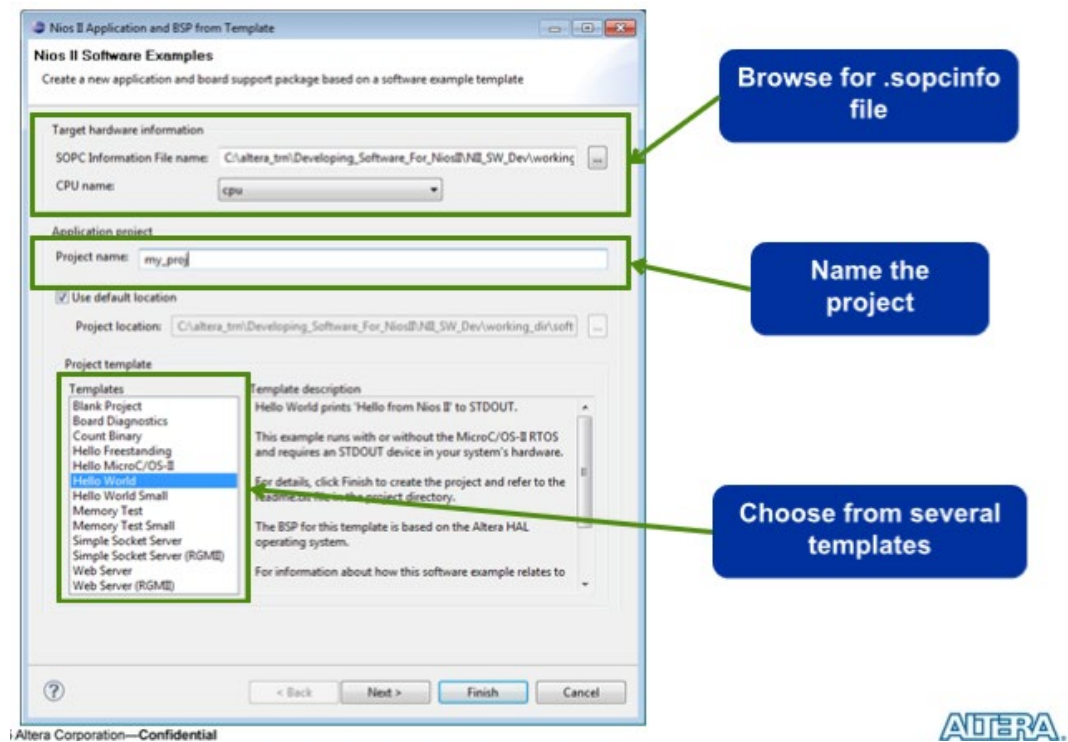 Nios II Application and BSP from Template
Nios II Software Examples
Create a new application and board support package based on a software example template
Browse for .sopcinfo
file
Target hardware information
SOPC Information File name: C:\altera_trn\Developing_Software_For_NiosII\NII_SW_Dev\working ...
CPU name: cpu
Application project
Project name: my_proj
Name the
project
Use default location
Project location: C:\altera_trn\Developing_Software_For_NiosII\NII_SW_Dev\working_dir\soft ...
Project template
Templates
Blank Project
Board Diagnostics
Count Binary
Hello Freestanding
Hello MicroC/OS-II
Hello World
Hello World Small
Memory Test
Memory Test Small
Simple Socket Server
Simple Socket Server (RGMII)
Web Server
Web Server (RGMII)
Template description
Hello World prints 'Hello from Nios II' to STDOUT.
This example runs with or without the MicroC/OS-II RTOS
and requires an STDOUT device in your system's hardware.
For details, click Finish to create the project and refer to the
readme.txt file in the project directory.
The BSP for this template is based on the Altera HAL
operating system.
For information about how this software example relates to
Choose from several
templates
? < Back Next > Finish Cancel
Altera Corporation—Confidential
ALTERA.